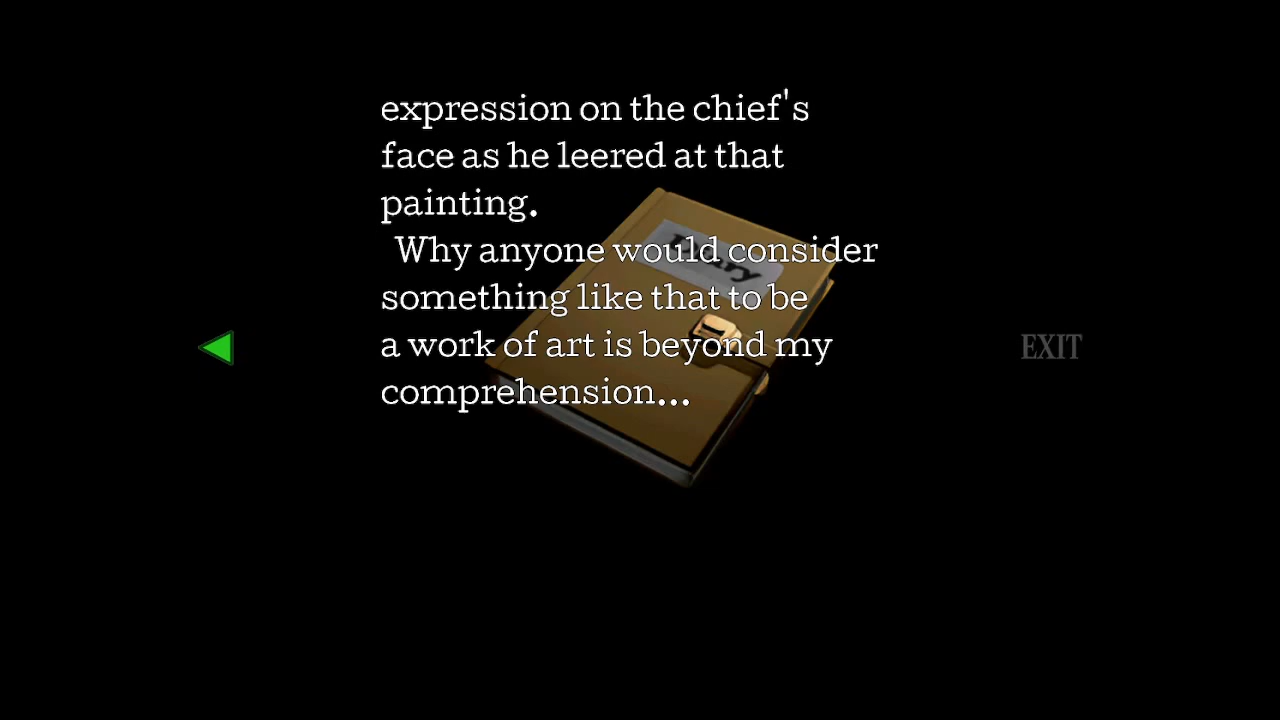 expression on the chief's
face as he leered at that
painting.
Why anyone would consider
something like that to be
a work of art is beyond my
comprehension...
Diary
EXIT